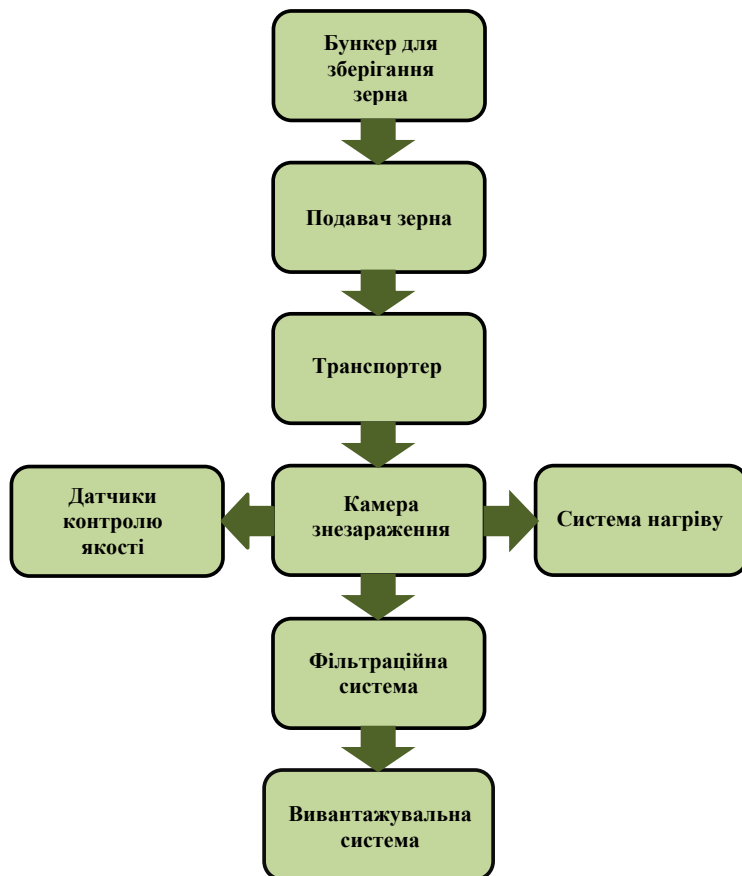 Бункер для
зберігання
зерна
Подавач зерна
Транспортер
Датчики
контролю
якості
Камера
знезараження
Система нагріву
Фільтраційна
система
Вивантажувальна
система